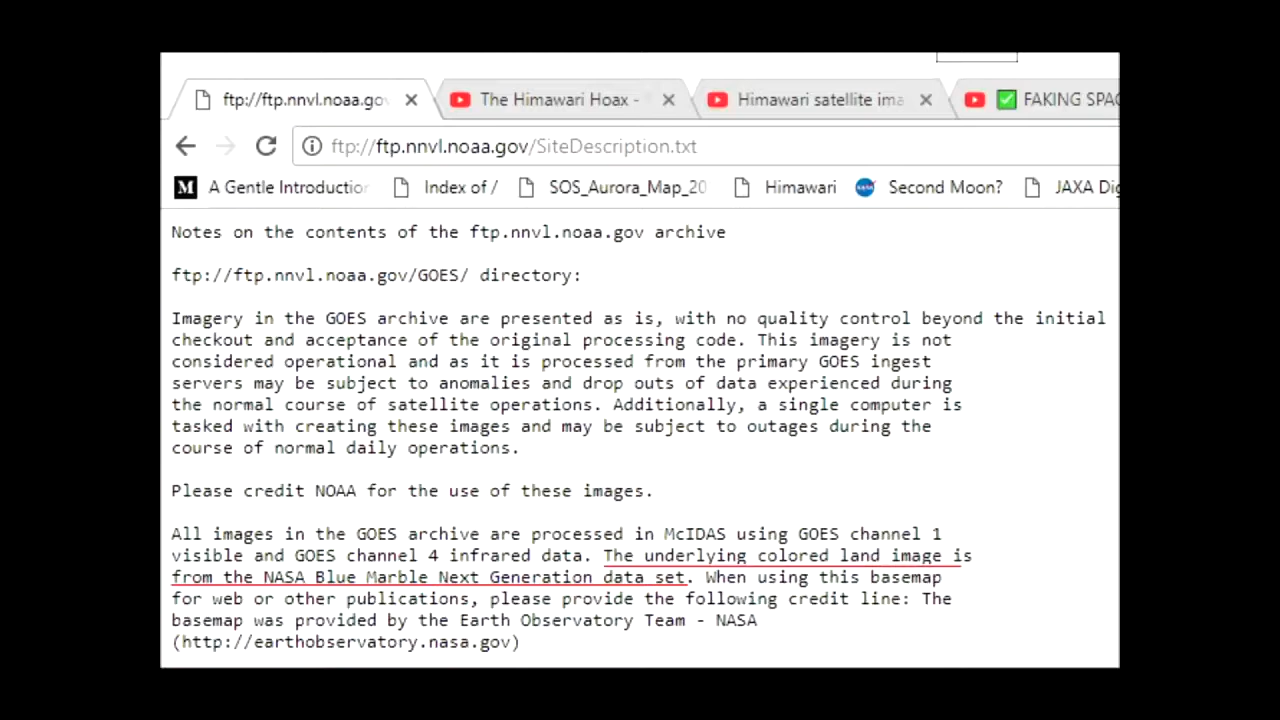 ftp://ftp.nnvl.noaa.gov
The Himawari Hoax -
Himawari satellite ima
FAKING SPAC
ftp://ftp.nnvl.noaa.gov/SiteDescription.txt
M A Gentle Introduction
Index of /
SOS_Aurora_Map_20
Himawari
Second Moon?
JAXA Dig
Notes on the contents of the ftp.nnvl.noaa.gov archive
ftp://ftp.nnvl.noaa.gov/GOES/ directory:
Imagery in the GOES archive are presented as is, with no quality control beyond the initial
checkout and acceptance of the original processing code. This imagery is not
considered operational and as it is processed from the primary GOES ingest
servers may be subject to anomalies and drop outs of data experienced during
the normal course of satellite operations. Additionally, a single computer is
tasked with creating these images and may be subject to outages during the
course of normal daily operations.
Please credit NOAA for the use of these images.
All images in the GOES archive are processed in McIDAS using GOES channel 1
visible and GOES channel 4 infrared data. The underlying colored land image is
from the NASA Blue Marble Next Generation data set. When using this basemap
for web or other publications, please provide the following credit line: The
basemap was provided by the Earth Observatory Team - NASA
(http://earthobservatory.nasa.gov)